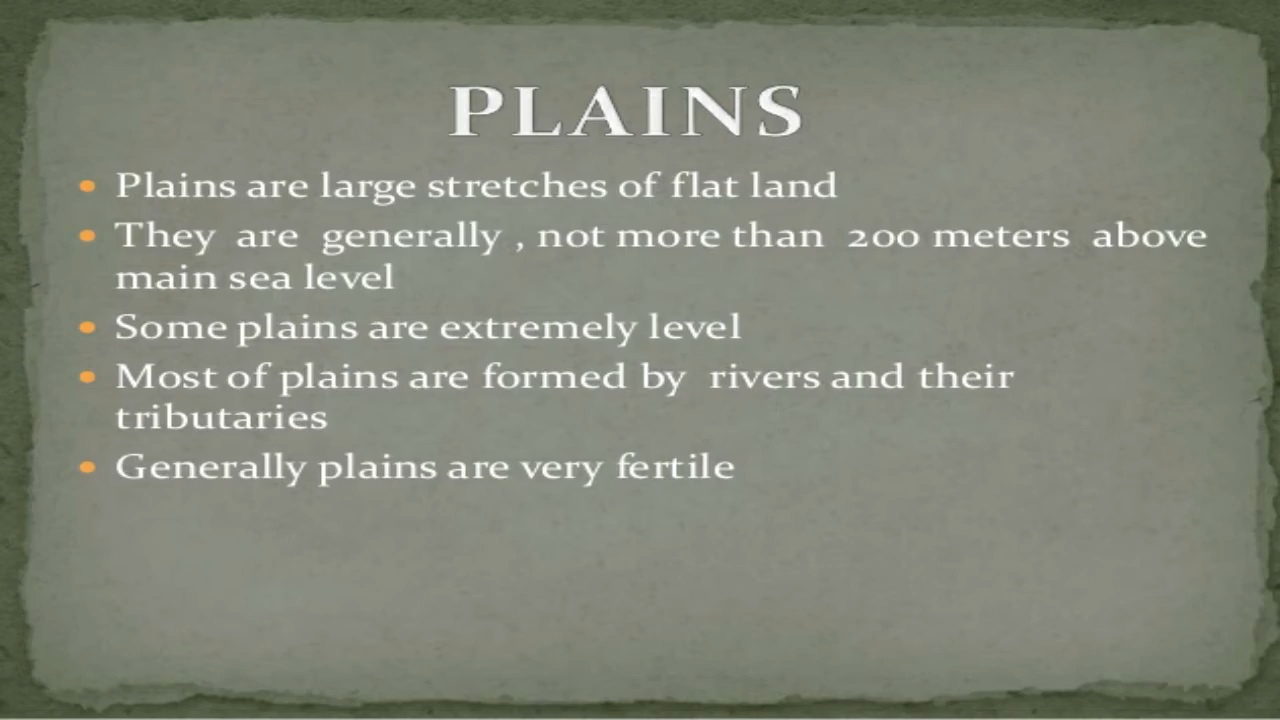 PLAINS
• Plains are large stretches of flat land
• They are generally , not more than 200 meters above
main sea level
• Some plains are extremely level
• Most of plains are formed by rivers and their
tributaries
• Generally plains are very fertile